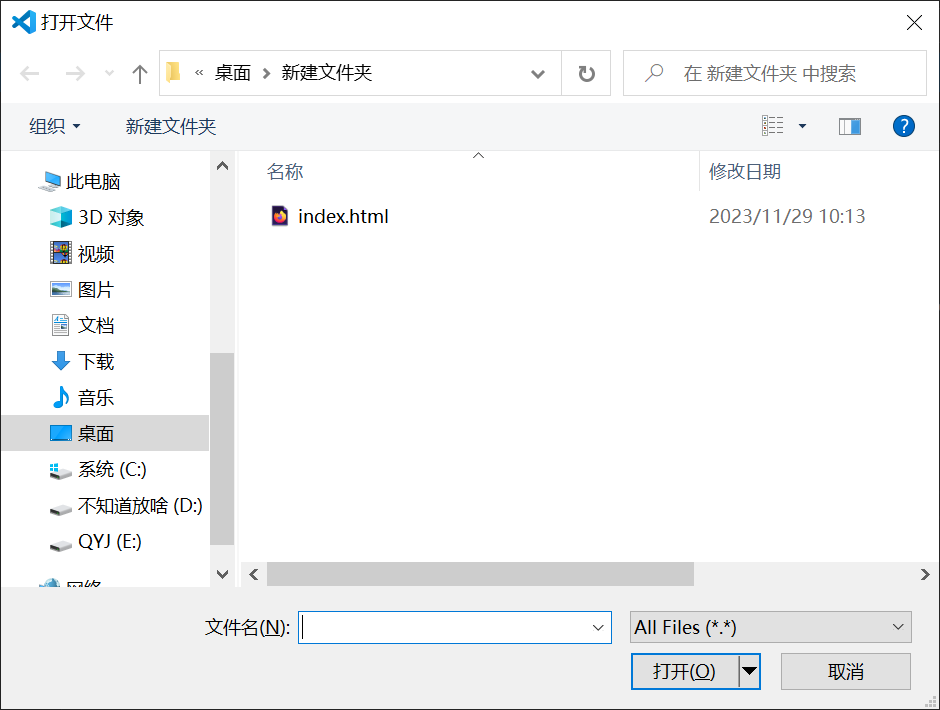 打开文件
« 桌面 › 新建文件夹
在 新建文件夹 中搜索
组织
新建文件夹
此电脑
3D 对象
视频
图片
文档
下载
音乐
桌面
系统 (C:)
不知道放啥 (D:)
QYJ (E:)
网络
名称
修改日期
index.html
2023/11/29 10:13
文件名(N):
All Files (*.*)
打开(O)
取消